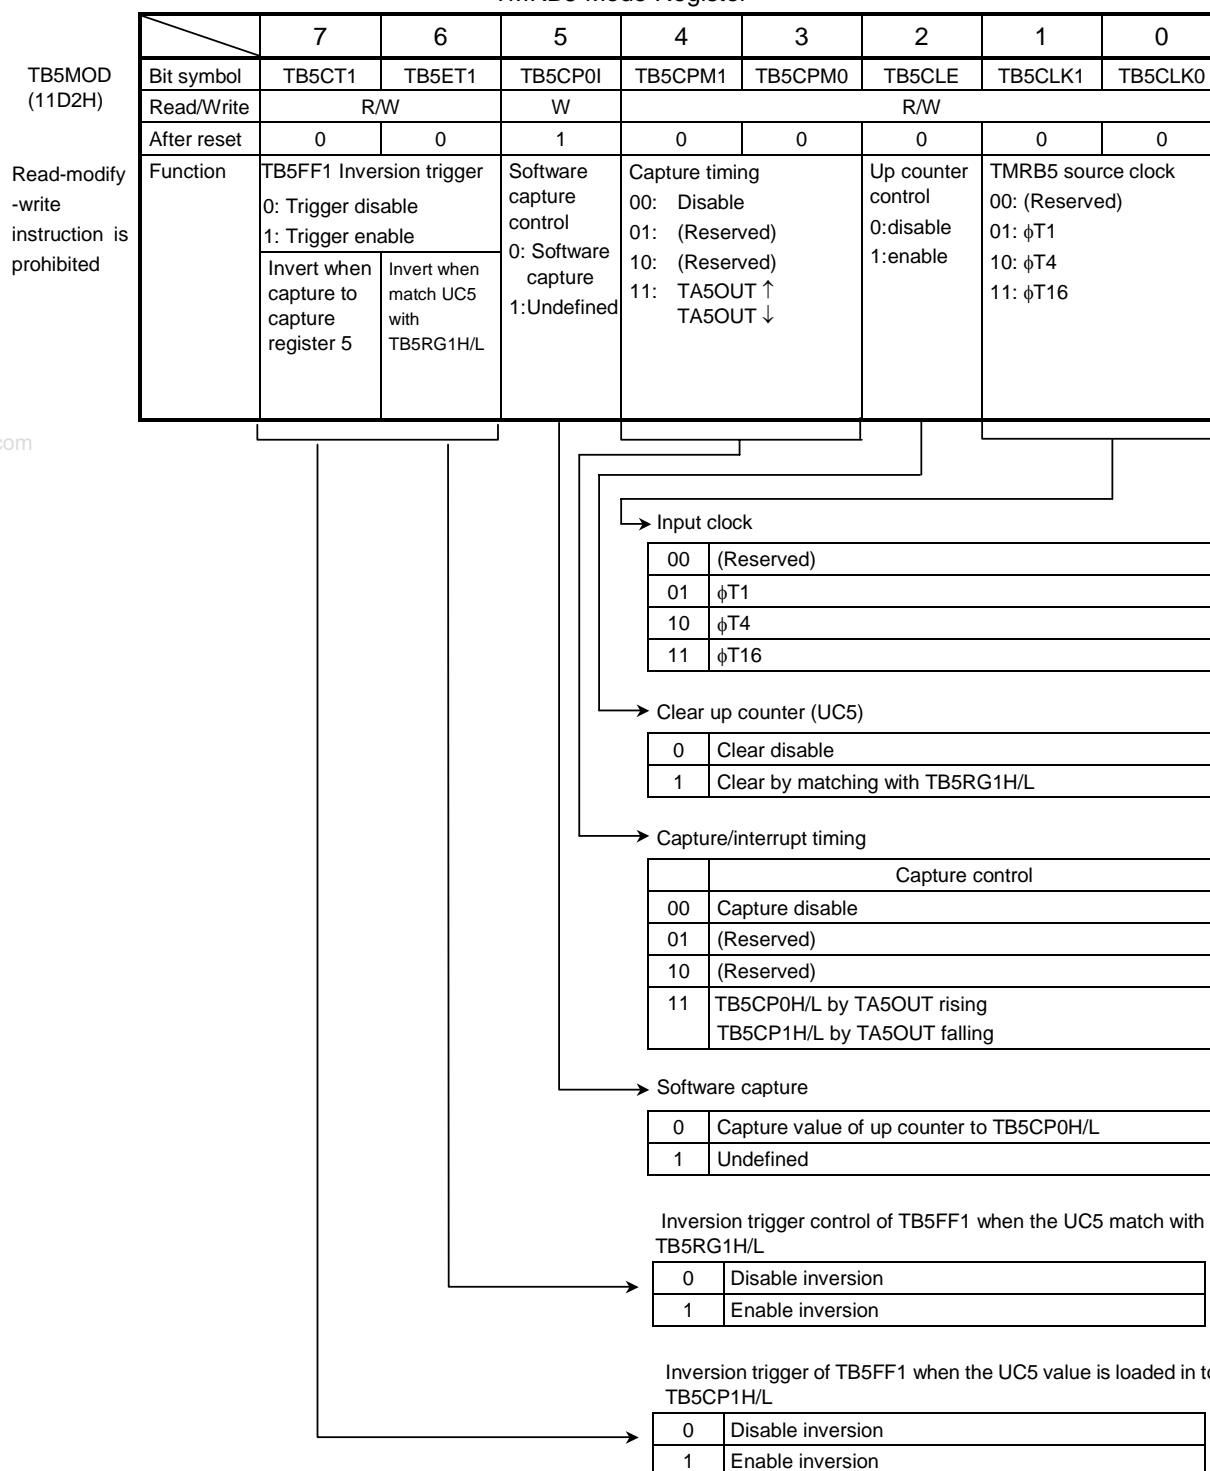 TMRB5 Mode Register
7 6 5 4 3 2 1 0
TB5MOD
(11D2H)
Bit symbol TB5CT1 TB5ET1 TB5CP0I TB5CPM1 TB5CPM0 TB5CLE TB5CLK1 TB5CLK0
Read/Write R/W W R/W
After reset 0 0 1 0 0 0 0 0
Read-modify
-write
instruction is
prohibited
Function
TB5FF1 Inversion trigger
0: Trigger disable
1: Trigger enable
Invert when
capture to
capture
register 5
Invert when
match UC5
with
TB5RG1H/L
Software
capture
control
0: Software
capture
1:Undefined
Capture timing
00: Disable
01: (Reserved)
10: (Reserved)
11: TA5OUT ↑
TA5OUT ↓
Up counter
control
0:disable
1:enable
TMRB5 source clock
00: (Reserved)
01: ϕT1
10: ϕT4
11: ϕT16
com
Input clock
00 (Reserved)
01 ϕT1
10 ϕT4
11 ϕT16
Clear up counter (UC5)
0 Clear disable
1 Clear by matching with TB5RG1H/L
Capture/interrupt timing
Capture control
00 Capture disable
01 (Reserved)
10 (Reserved)
11 TB5CP0H/L by TA5OUT rising
TB5CP1H/L by TA5OUT falling
Software capture
0 Capture value of up counter to TB5CP0H/L
1 Undefined
Inversion trigger control of TB5FF1 when the UC5 match with
TB5RG1H/L
0 Disable inversion
1 Enable inversion
Inversion trigger of TB5FF1 when the UC5 value is loaded in to
TB5CP1H/L
0 Disable inversion
1 Enable inversion